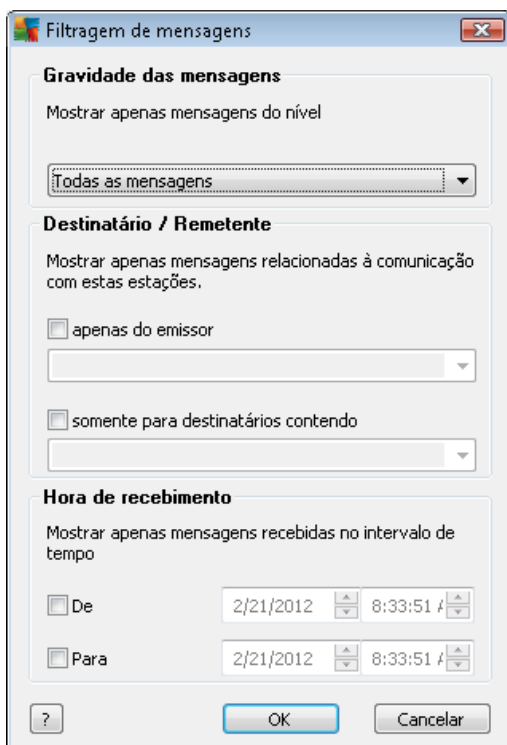 Filtragem de mensagens
Gravidade das mensagens
Mostrar apenas mensagens do nível
Todas as mensagens
Destinatário / Remetente
Mostrar apenas mensagens relacionadas à comunicação
com estas estações.
apenas do emissor
somente para destinatários contendo
Hora de recebimento
Mostrar apenas mensagens recebidas no intervalo de
tempo
De 2/21/2012 8:33:51 A
Para 2/21/2012 8:33:51 A
? OK Cancelar